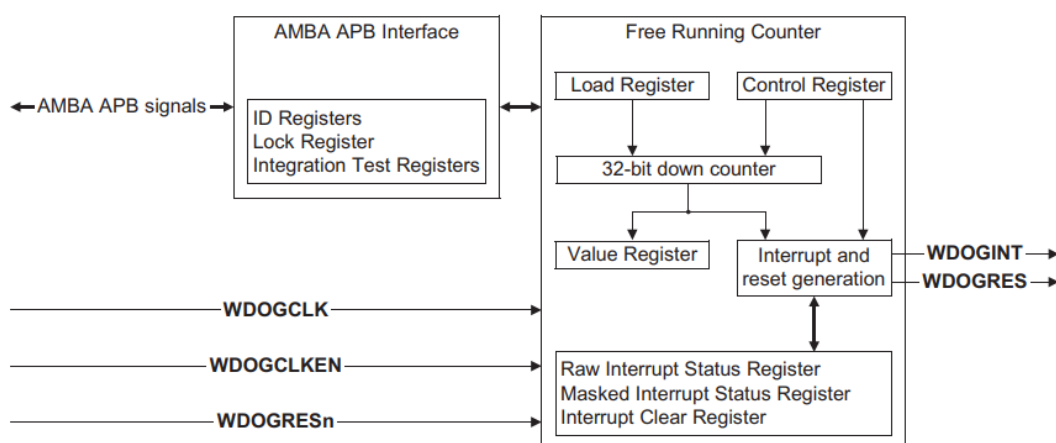 AMBA APB Interface
Free Running Counter
Load Register
Control Register
AMBA APB signals
ID Registers
Lock Register
Integration Test Registers
32-bit down counter
Value Register
Interrupt and
reset generation
WDOGINT
WDOGRES
WDOGCLK
WDOGCLKEN
WDOGRESn
Raw Interrupt Status Register
Masked Interrupt Status Register
Interrupt Clear Register